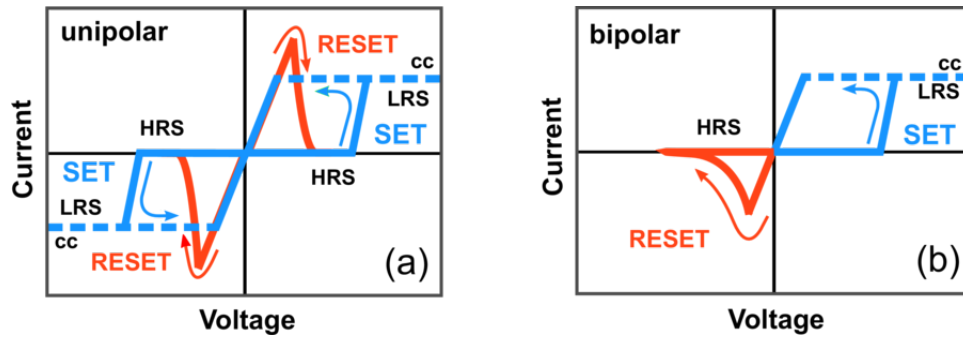 unipolar
RESET
cc
LRS
HRS
SET
SET
HRS
LRS
cc
RESET
(a)
Current
Voltage
bipolar
cc
HRS
LRS
SET
RESET
(b)
Current
Voltage